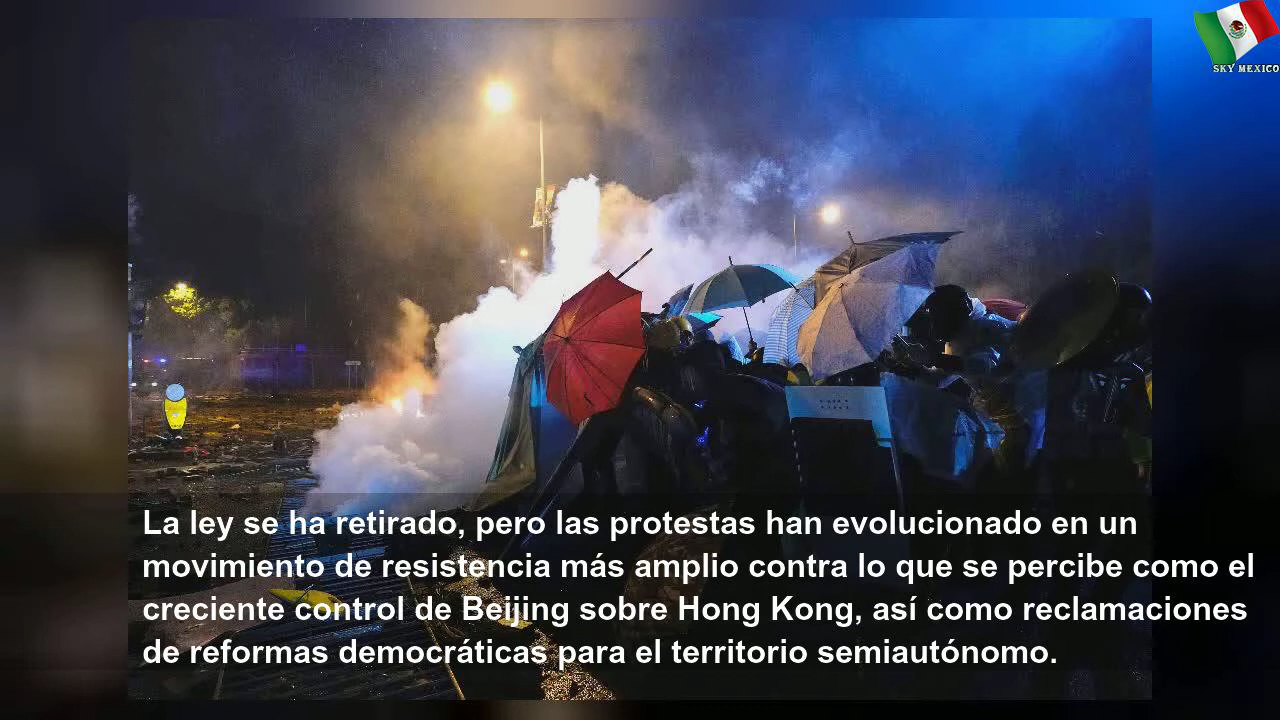 SKY MEXICO
La ley se ha retirado, pero las protestas han evolucionado en un
movimiento de resistencia más amplio contra lo que se percibe como el
creciente control de Beijing sobre Hong Kong, así como reclamaciones
de reformas democráticas para el territorio semiautónomo.